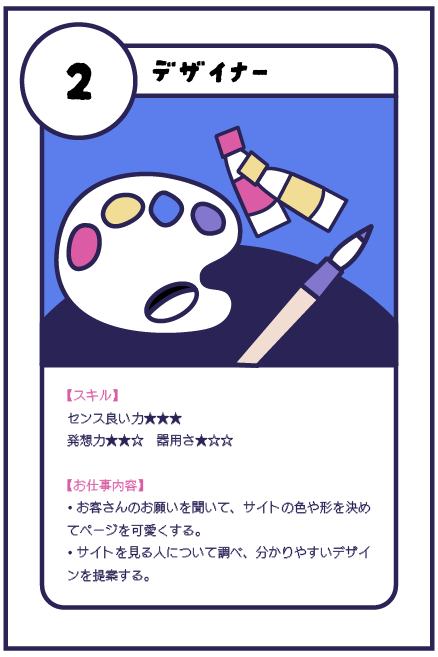 2
デザイナー
【スキル】
センス良い力★★★
発想力★★☆　器用さ★☆☆
【お仕事内容】
・お客さんのお願いを聞いて、サイトの色や形を決め
てページを可愛くする。
・サイトを見る人について調べ、分かりやすいデザイ
ンを提案する。